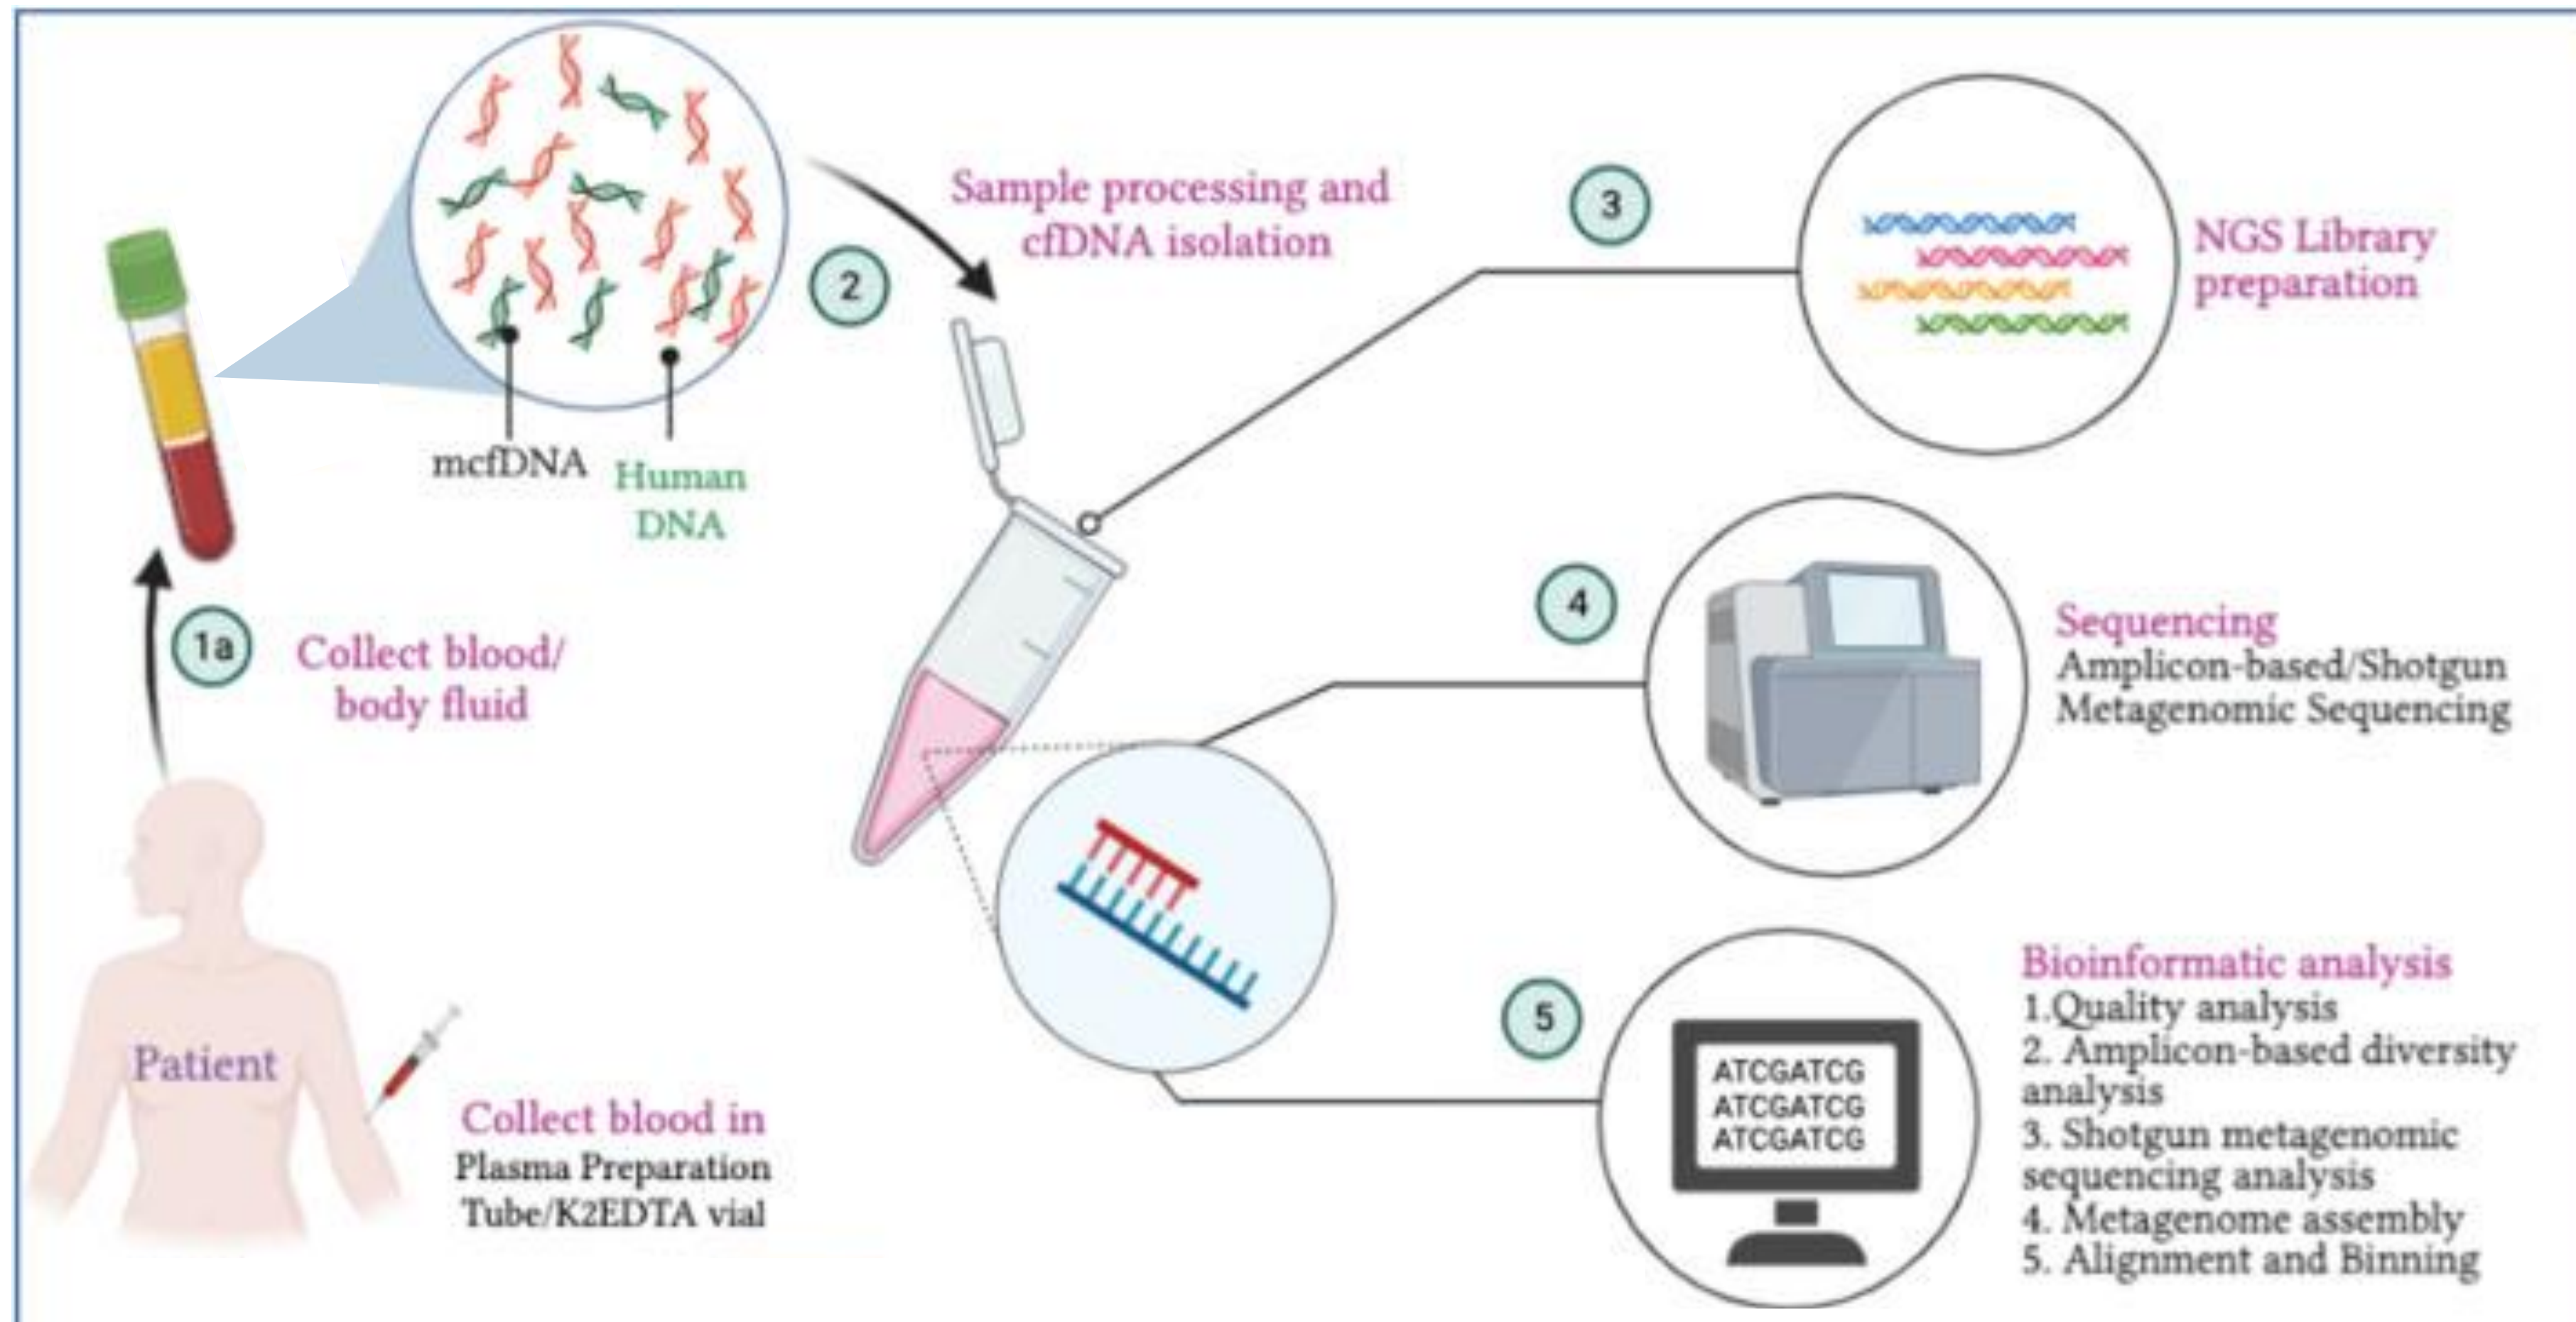 mcfDNA
Human
DNA
2
Sample processing and
cfDNA isolation
1a
Collect blood/
body fluid
Patient
Collect blood in
Plasma Preparation
Tube/K2EDTA vial
3
NGS Library
preparation
4
Sequencing
Amplicon-based/Shotgun
Metagenomic Sequencing
5
ATCGATCG
ATCGATCG
ATCGATCG
Bioinformatic analysis
1.Quality analysis
2. Amplicon-based diversity
analysis
3. Shotgun metagenomic
sequencing analysis
4. Metagenome assembly
5. Alignment and Binning